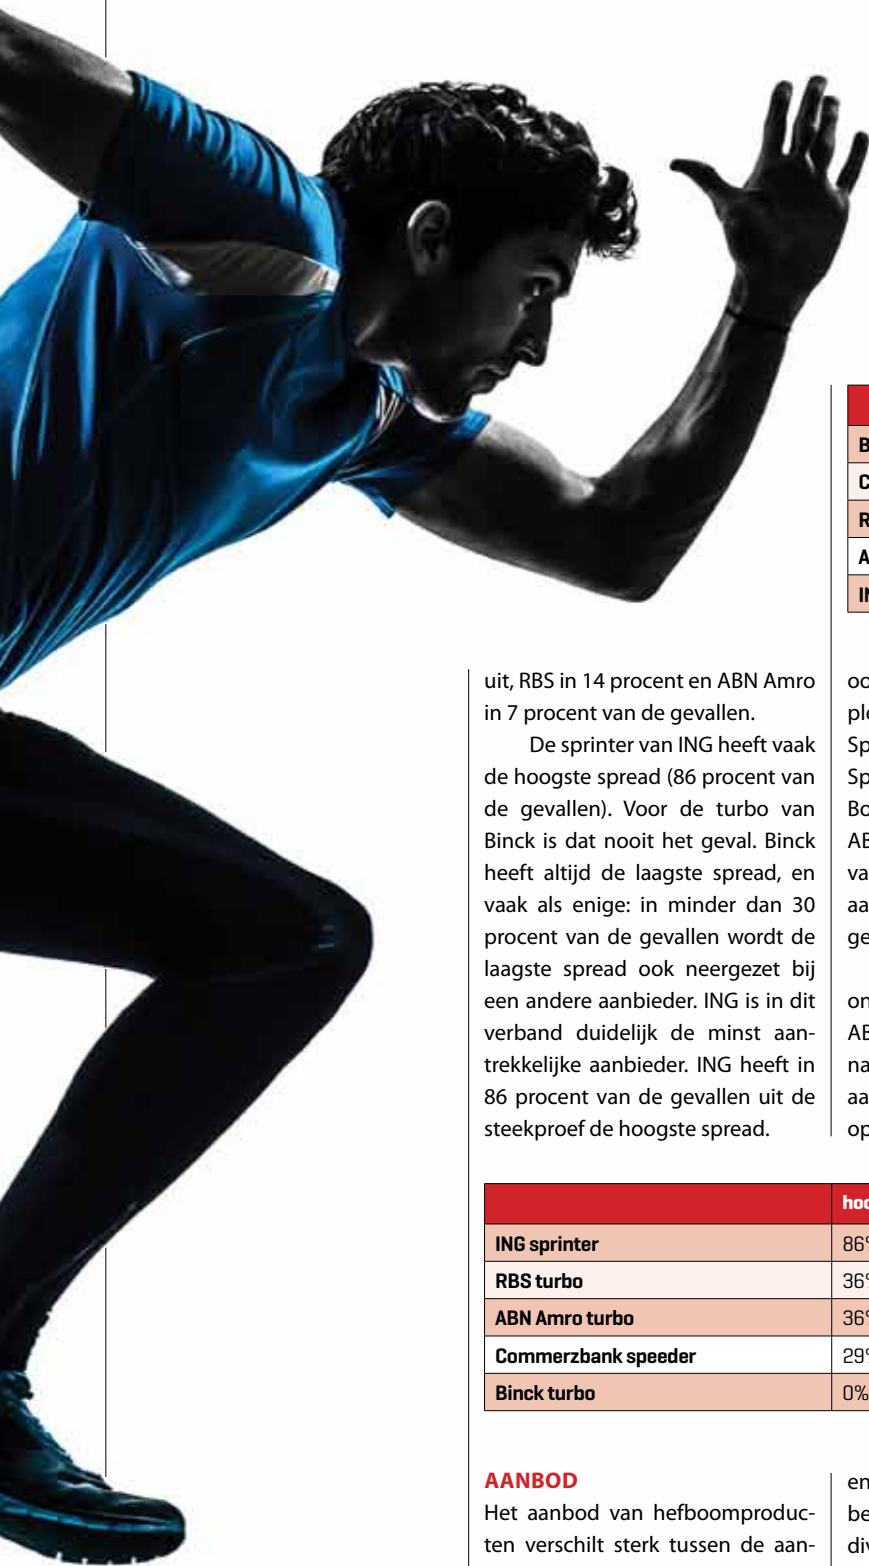 uit, RBS in 14 procent en ABN Amro
in 7 procent van de gevallen.
De sprinter van ING heeft vaak
de hoogste spread (86 procent van
de gevallen). Voor de turbo van
Binck is dat nooit het geval. Binck
heeft altijd de laagste spread, en
vaak als enige: in minder dan 30
procent van de gevallen wordt de
laagste spread ook neergezet bij
een andere aanbieder. ING is in dit
verband duidelijk de minst aan-
trekkelijke aanbieder. ING heeft in
86 procent van de gevallen uit de
steekproef de hoogste spread.
ING sprinter 86%
RBS turbo 36%
ABN Amro turbo 36%
Commerzbank speeder 29%
Binck turbo 0%
AANBOD
Het aanbod van hefboomproduc-
ten verschilt sterk tussen de aan-